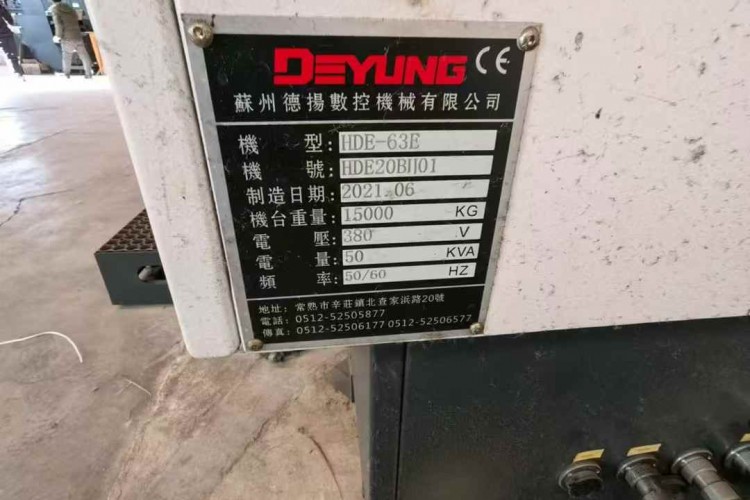 DEYUNG CE
蘇州德揚數控機械有限公司
機 型: HDE-63E
機 號: HDE20BIJ01
制造日期: 2021.06
機台重量: 15000 KG
電 壓: 380 V
電 量: 50 KVA
頻 率: 50/60 HZ
地址: 常熟市辛莊鎮北查家浜路20號
電話: 0512-52505877
傳真: 0512-52506177 0512-52506577